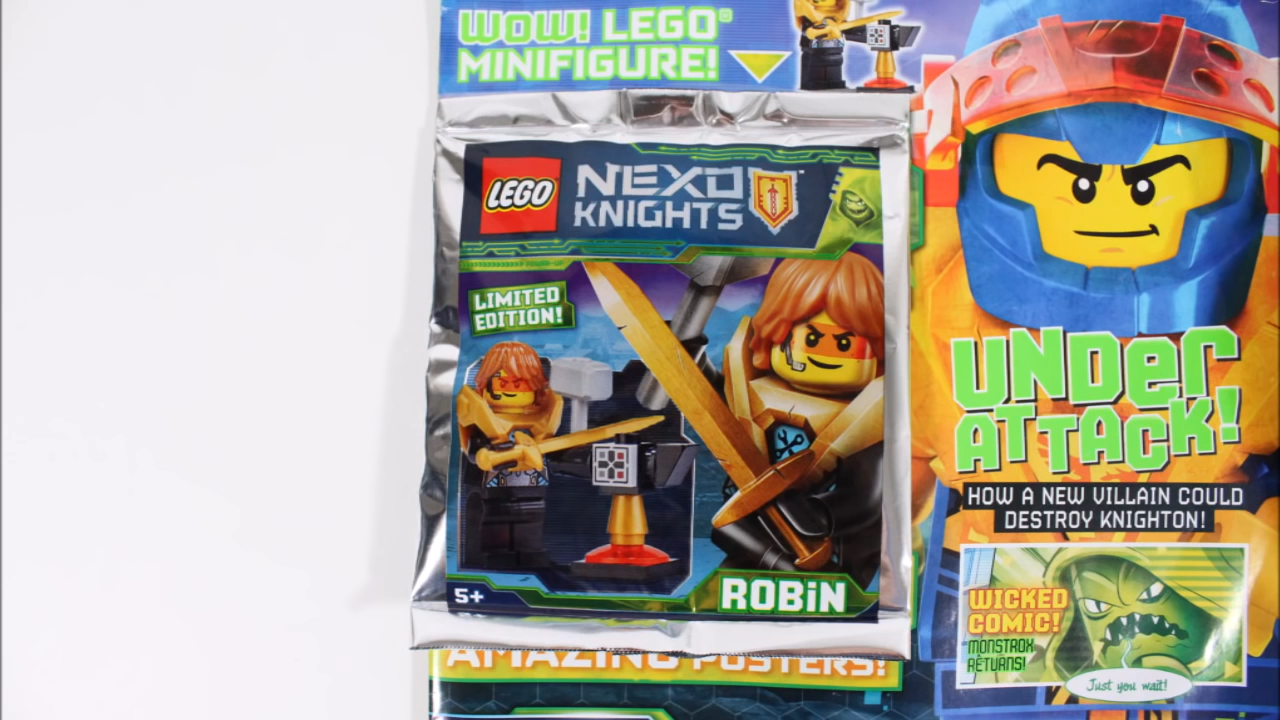 WOW! LEGO®
MINIFIGURE!
LEGO
NEXO
KNIGHTS™
LIMITED
EDITION!
5+
ROBiN
AMAZING POSTERS!
UNDER
ATTACK!
HOW A NEW VILLAIN COULD
DESTROY KNIGHTON!
WICKED
COMIC!
MONSTROX
RETURNS!
Just you wait!